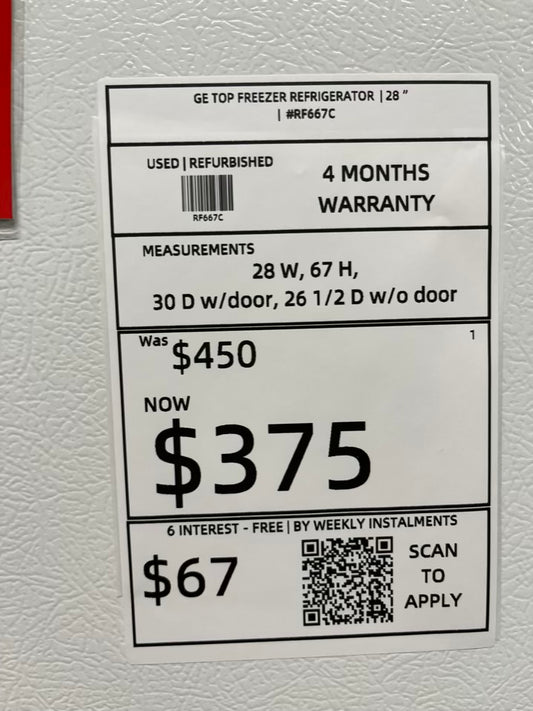 GE TOP FREEZER REFRIGERATOR | 28 "
| #RF667C
USED | REFURBISHED
RF667C
4 MONTHS
WARRANTY
MEASUREMENTS
28 W, 67 H,
30 D w/door, 26 1/2 D w/o door
Was $450
1
NOW
$375
6 INTEREST - FREE | BY WEEKLY INSTALMENTS
$67
SCAN
TO
APPLY